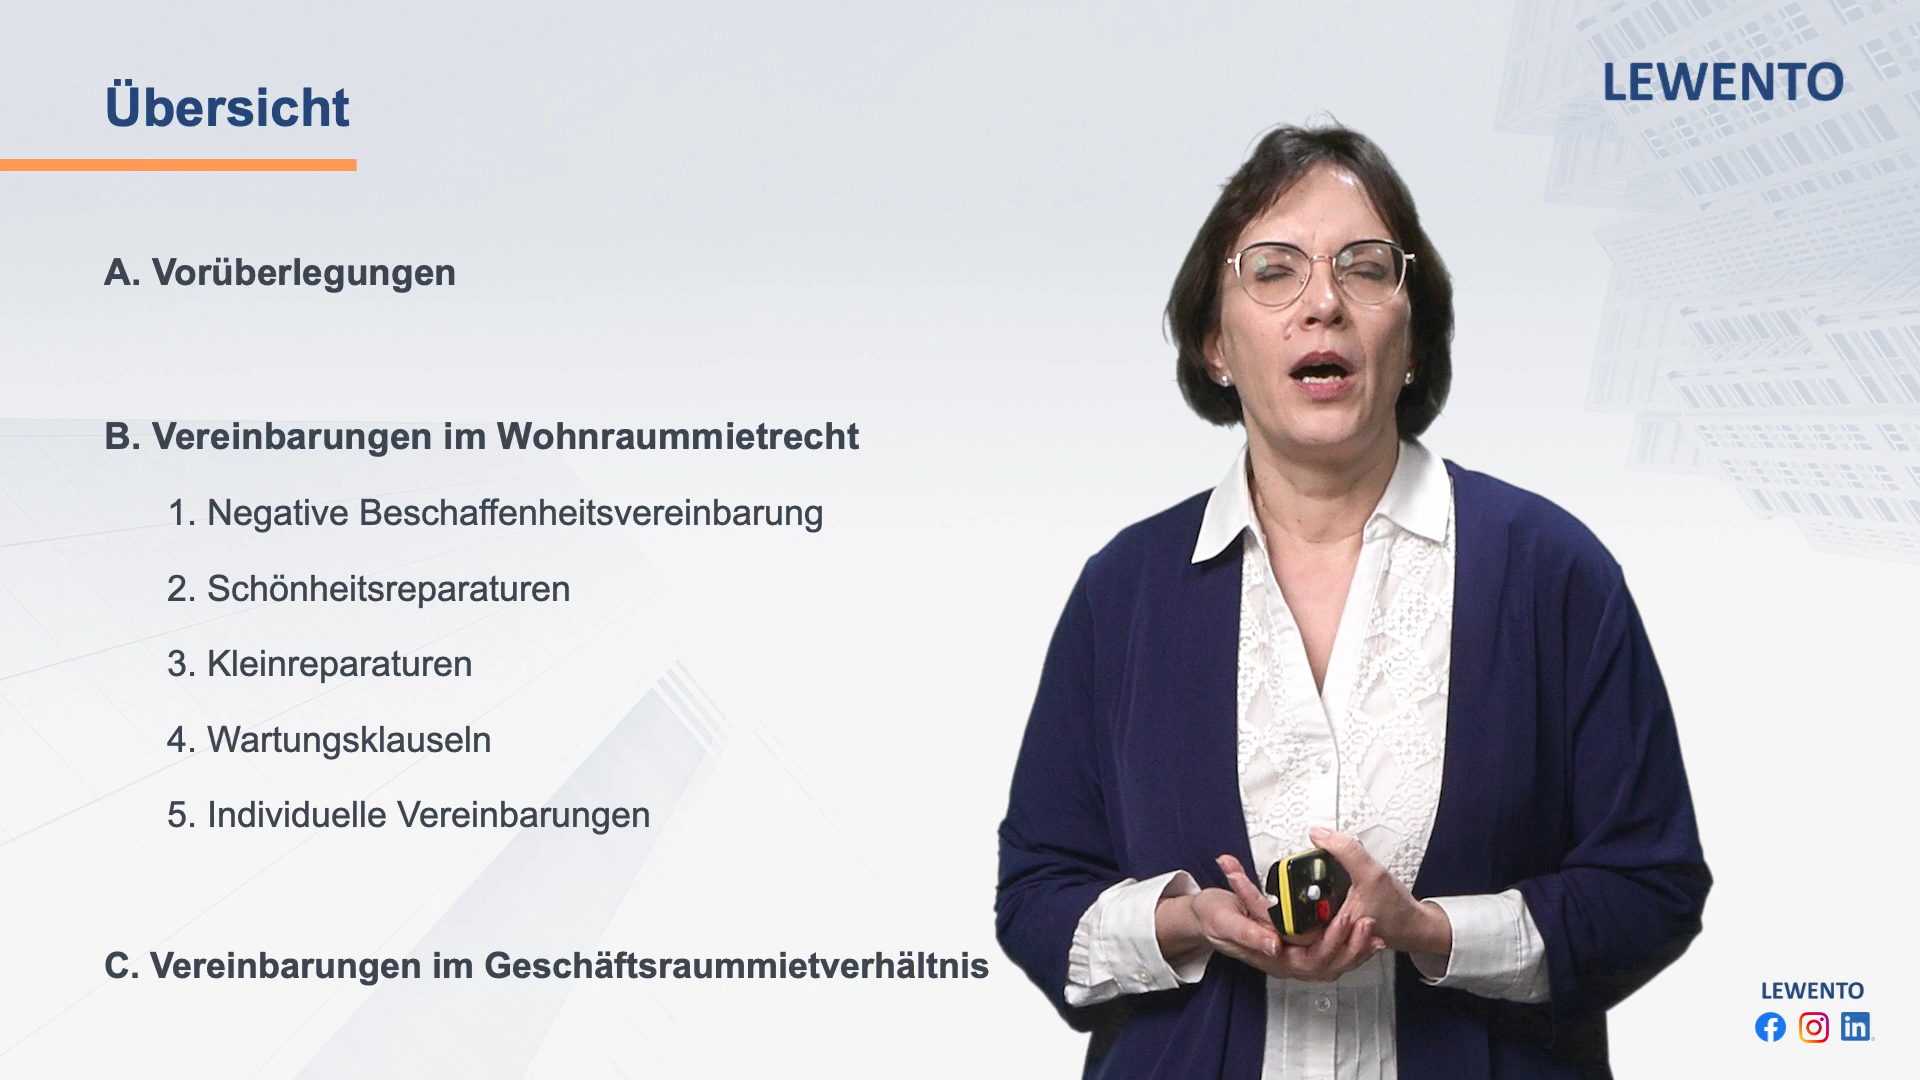 Übersicht
LEWENTO
A. Vorüberlegungen
B. Vereinbarungen im Wohnraummietrecht
1. Negative Beschaffenheitsvereinbarung
2. Schönheitsreparaturen
3. Kleinreparaturen
4. Wartungsklauseln
5. Individuelle Vereinbarungen
C. Vereinbarungen im Geschäftsraummietverhältnis
LEWENTO